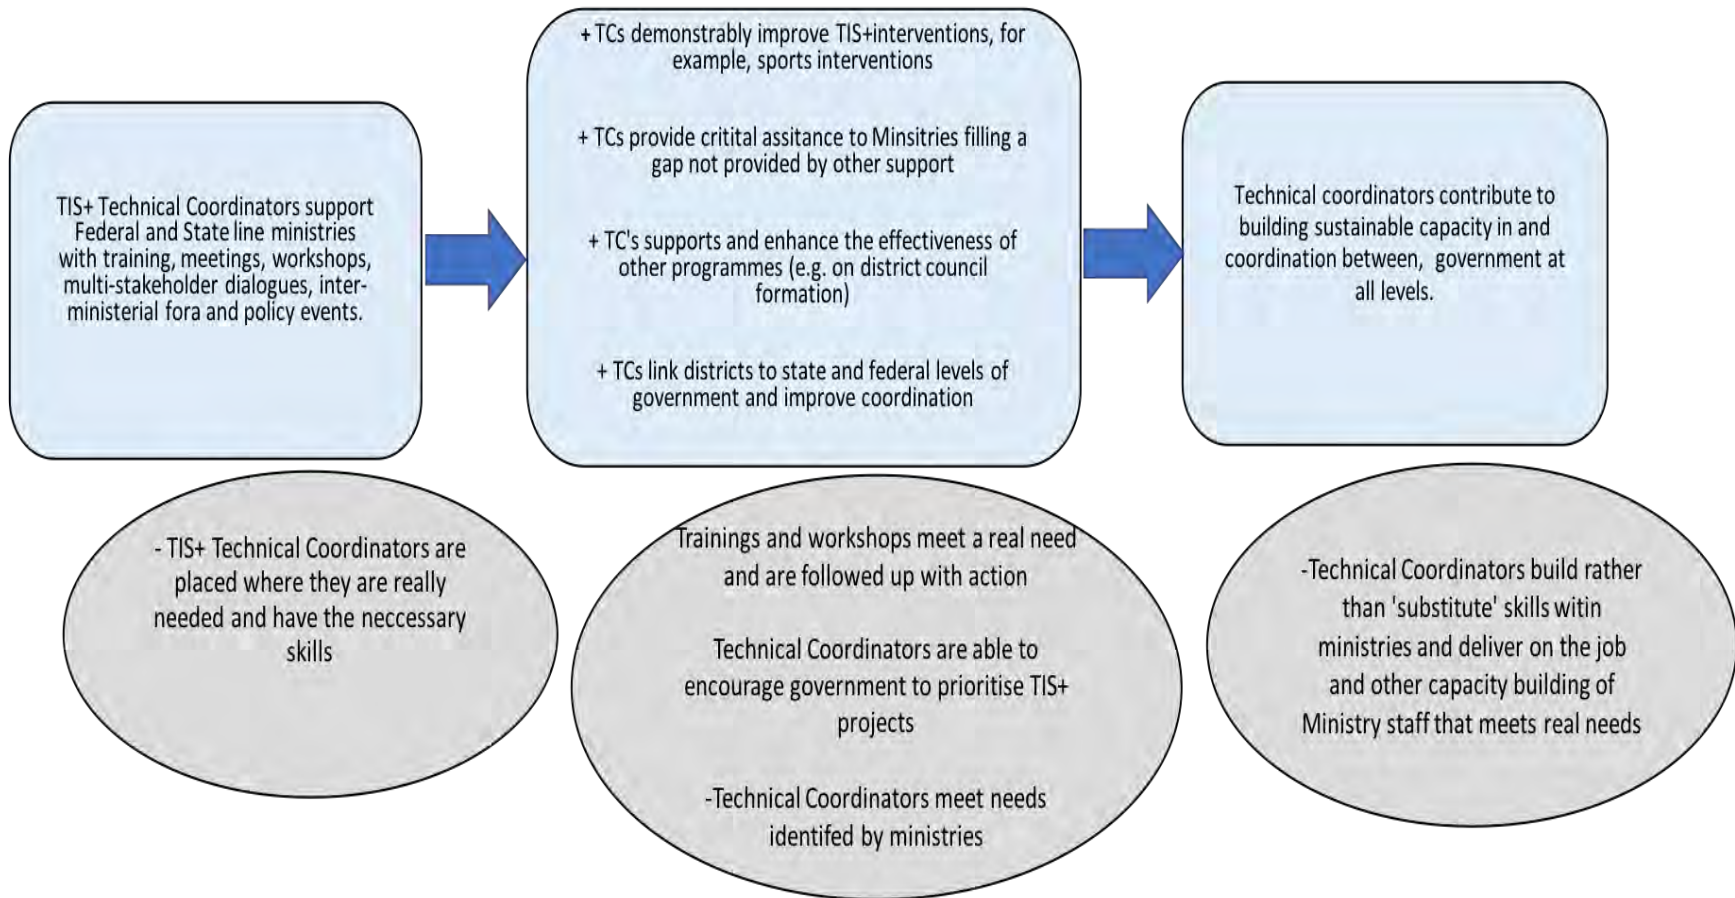 TIS+ Technical Coordinators support
Federal and State line ministries
with training, meetings, workshops,
multi-stakeholder dialogues, inter-
ministerial fora and policy events.
+ TCs demonstrably improve TIS+interventions, for
example, sports interventions
+ TCs provide critital assitance to Minsitries filling a
gap not provided by other support
+ TC's supports and enhance the effectiveness of
other programmes (e.g. on district council
formation)
+ TCs link districts to state and federal levels of
government and improve coordination
Technical coordinators contribute to
building sustainable capacity in and
coordination between, government at
all levels.
- TIS+ Technical Coordinators are
placed where they are really
needed and have the neccessary
skills
Trainings and workshops meet a real need
and are followed up with action
Technical Coordinators are able to
encourage government to prioritise TIS+
projects
-Technical Coordinators meet needs
identifed by ministries
-Technical Coordinators build rather
than 'substitute' skills witin
ministries and deliver on the job
and other capacity building of
Ministry staff that meets real needs